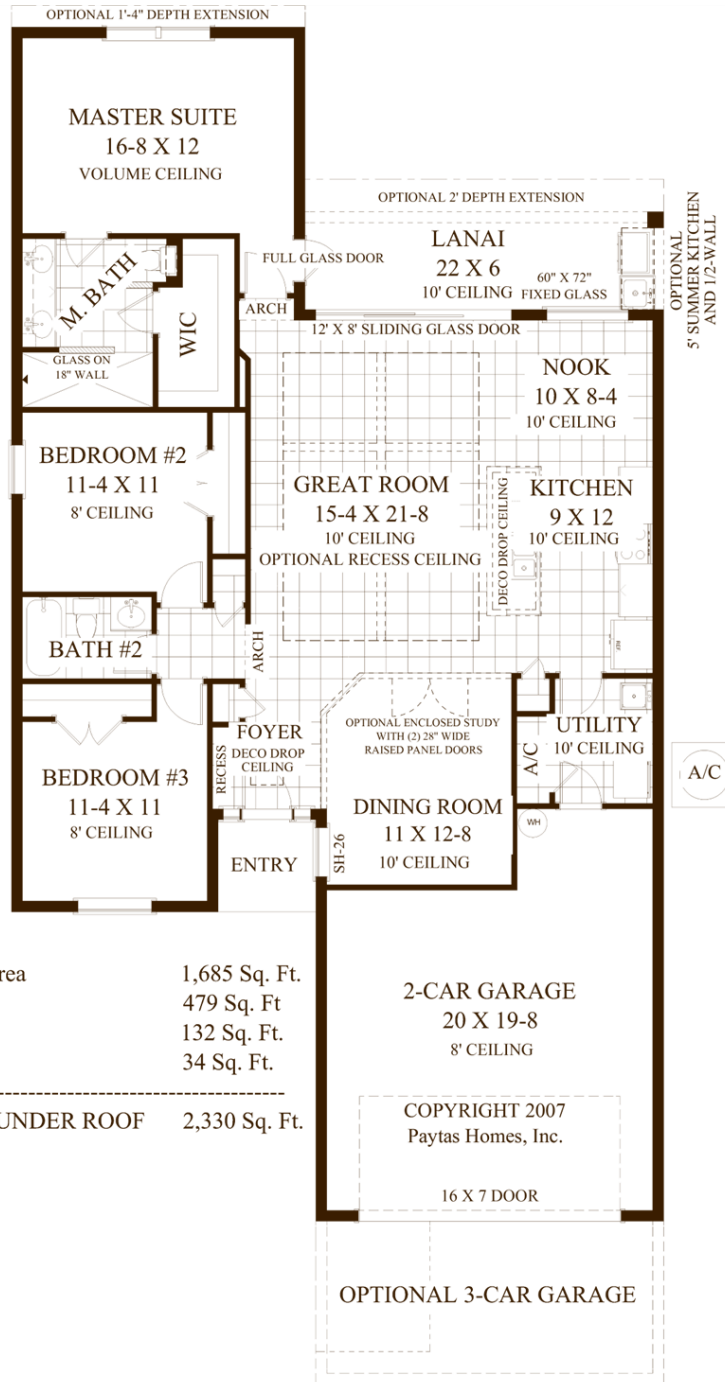 OPTIONAL 1'-4" DEPTH EXTENSION
MASTER SUITE
16-8 X 12
VOLUME CEILING
OPTIONAL 2' DEPTH EXTENSION
LANAI
22 X 6
10' CEILING
OPTIONAL
5' SUMMER KITCHEN
AND 1/2-WALL
FULL GLASS DOOR
60" X 72"
FIXED GLASS
M. BATH
WIC
ARCH
12' X 8' SLIDING GLASS DOOR
GLASS ON
18" WALL
NOOK
10 X 8-4
10' CEILING
BEDROOM #2
11-4 X 11
8' CEILING
GREAT ROOM
15-4 X 21-8
10' CEILING
OPTIONAL RECESS CEILING
DECO DROP CEILING
KITCHEN
9 X 12
10' CEILING
REF.
BATH #2
ARCH
FOYER
DECO DROP
CEILING
RECESS
OPTIONAL ENCLOSED STUDY
WITH (2) 28" WIDE
RAISED PANEL DOORS
UTILITY
10' CEILING
A/C
A/C
BEDROOM #3
11-4 X 11
8' CEILING
DINING ROOM
11 X 12-8
10' CEILING
WH
ENTRY
SH-26
rea 1,685 Sq. Ft.
479 Sq. Ft
132 Sq. Ft.
34 Sq. Ft.
UNDER ROOF 2,330 Sq. Ft.
2-CAR GARAGE
20 X 19-8
8' CEILING
COPYRIGHT 2007
Paytas Homes, Inc.
16 X 7 DOOR
OPTIONAL 3-CAR GARAGE